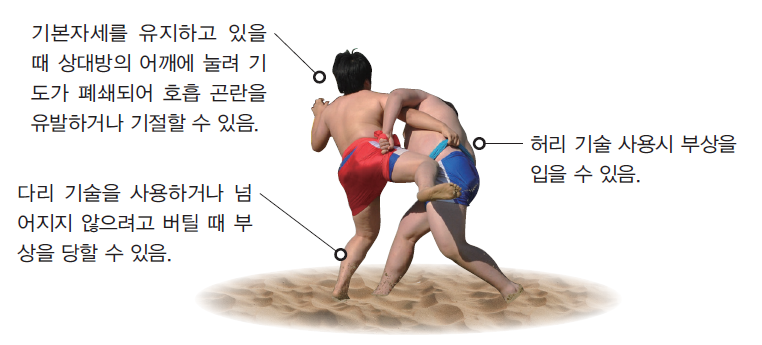 기본자세를 유지하고 있을
때 상대방의 어깨에 눌려 기
도가 폐쇄되어 호흡 곤란을
유발하거나 기절할 수 있음.
허리 기술 사용시 부상을
입을 수 있음.
다리 기술을 사용하거나 넘
어지지 않으려고 버틸 때 부
상을 당할 수 있음.